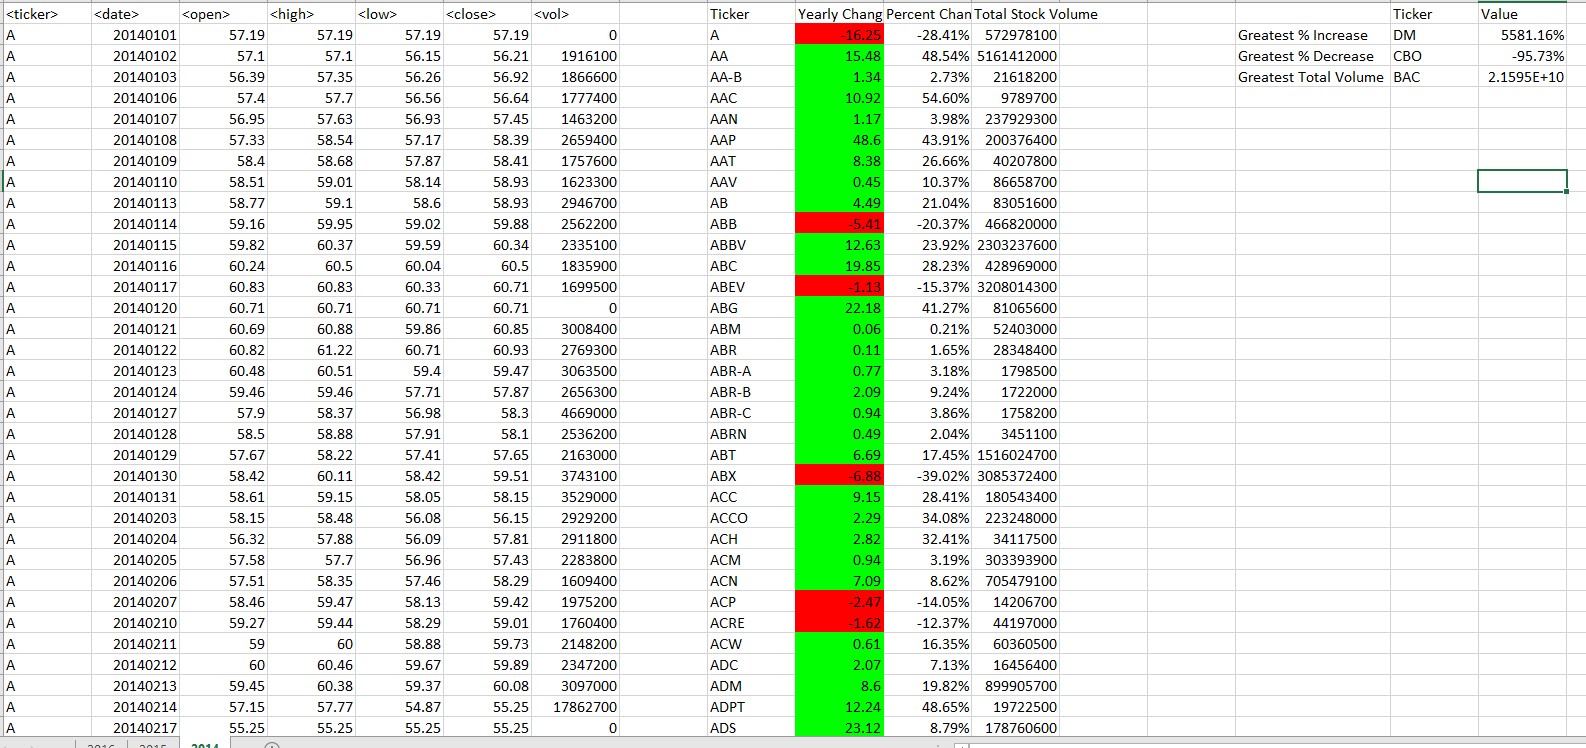 <ticker> <date> <open> <high> <low> <close> <vol> Ticker Yearly Chang Percent Chan Total Stock Volume Ticker Value
A 20140101 57.19 57.19 57.19 57.19 0 A -16.25 -28.41% 572978100 Greatest % Increase DM 5581.16%
A 20140102 57.1 57.1 56.15 56.21 1916100 AA 15.48 48.54% 5161412000 Greatest % Decrease CBO -95.73%
A 20140103 56.39 57.35 56.26 56.92 1866600 AA-B 1.34 2.73% 21618200 Greatest Total Volume BAC 2.1595E+10
A 20140106 57.4 57.7 56.56 56.64 1777400 AAC 10.92 54.60% 9789700
A 20140107 56.95 57.63 56.93 57.45 1463200 AAN 1.17 3.98% 237929300
A 20140108 57.33 58.54 57.17 58.39 2659400 AAP 48.6 43.91% 200376400
A 20140109 58.4 58.68 57.87 58.41 1757600 AAT 8.38 26.66% 40207800
A 20140110 58.51 59.01 58.14 58.93 1623300 AAV 0.45 10.37% 86658700
A 20140113 58.77 59.1 58.6 58.93 2946700 AB 4.49 21.04% 83051600
A 20140114 59.16 59.95 59.02 59.88 2562200 ABB -5.41 -20.37% 466820000
A 20140115 59.82 60.37 59.59 60.34 2335100 ABBV 12.63 23.92% 2303237600
A 20140116 60.24 60.5 60.04 60.5 1835900 ABC 19.85 28.23% 428969000
A 20140117 60.83 60.83 60.33 60.71 1699500 ABEV -1.13 -15.37% 3208014300
A 20140120 60.71 60.71 60.71 60.71 0 ABG 22.18 41.27% 81065600
A 20140121 60.69 60.88 59.86 60.85 3008400 ABM 0.06 0.21% 52403000
A 20140122 60.82 61.22 60.71 60.93 2769300 ABR 0.11 1.65% 28348400
A 20140123 60.48 60.51 59.4 59.47 3063500 ABR-A 0.77 3.18% 1798500
A 20140124 59.46 59.46 57.71 57.87 2656300 ABR-B 2.09 9.24% 1722000
A 20140127 57.9 58.37 56.98 58.3 4669000 ABR-C 0.94 3.86% 1758200
A 20140128 58.5 58.88 57.91 58.1 2536200 ABRN 0.49 2.04% 3451100
A 20140129 57.67 58.22 57.41 57.65 2163000 ABT 6.69 17.45% 1516024700
A 20140130 58.42 60.11 58.42 59.51 3743100 ABX -6.88 -39.02% 3085372400
A 20140131 58.61 59.15 58.05 58.15 3529000 ACC 9.15 28.41% 180543400
A 20140203 58.15 58.48 56.08 56.15 2929200 ACCO 2.29 34.08% 223248000
A 20140204 56.32 57.88 56.09 57.81 2911800 ACH 2.82 32.41% 34117500
A 20140205 57.58 57.7 56.96 57.43 2283800 ACM 0.94 3.19% 303393900
A 20140206 57.51 58.35 57.46 58.29 1609400 ACN 7.09 8.62% 705479100
A 20140207 58.46 59.47 58.13 59.42 1975200 ACP -2.47 -14.05% 14206700
A 20140210 59.27 59.44 58.29 59.01 1760400 ACRE -1.62 -12.37% 44197000
A 20140211 59 60 58.88 59.73 2148200 ACW 0.61 16.35% 60360500
A 20140212 60 60.46 59.67 59.89 2347200 ADC 2.07 7.13% 16456400
A 20140213 59.45 60.38 59.37 60.08 3097000 ADM 8.6 19.82% 899905700
A 20140214 57.15 57.77 54.87 55.25 17862700 ADPT 12.24 48.65% 19722500
A 20140217 55.25 55.25 55.25 55.25 0 ADS 23.12 8.79% 178760600
2016 2015 2014